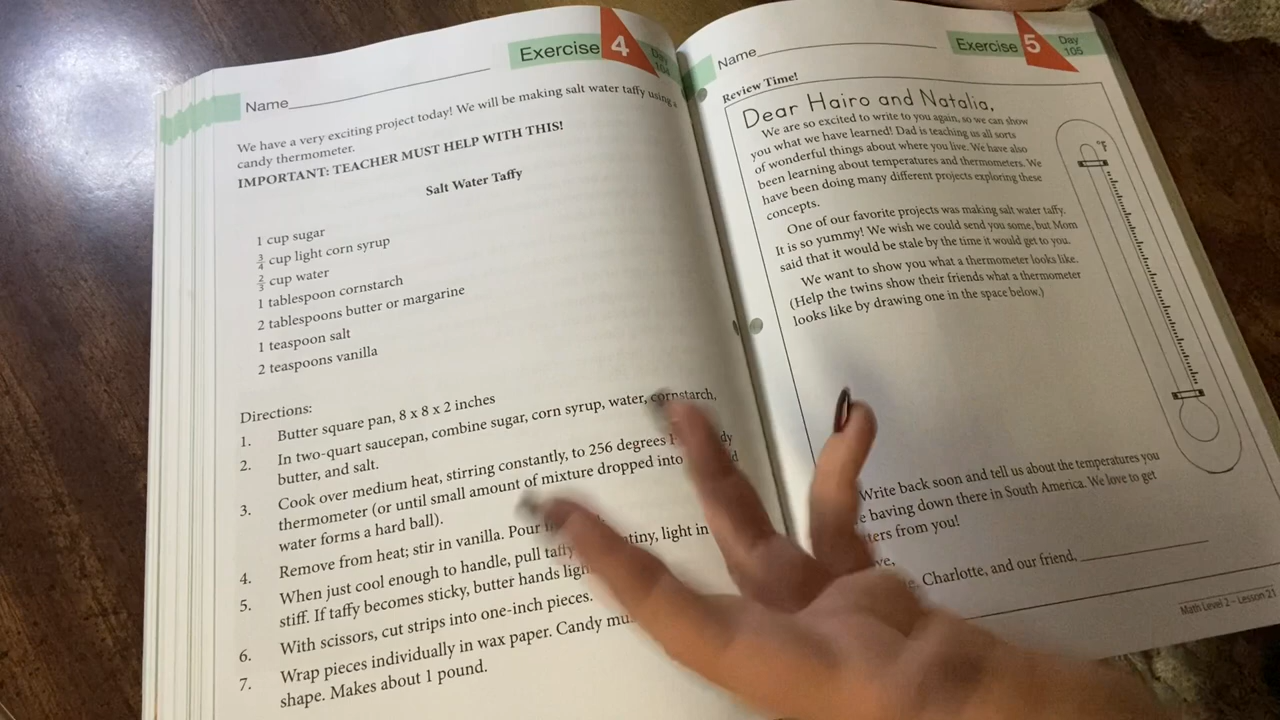 Exercise 4 Day 104
Name
We have a very exciting project today! We will be making salt water taffy using a
candy thermometer.
IMPORTANT: TEACHER MUST HELP WITH THIS!
Salt Water Taffy
1 cup sugar
3/4 cup light corn syrup
2/3 cup water
1 tablespoon cornstarch
2 tablespoons butter or margarine
1 teaspoon salt
2 teaspoons vanilla
Directions:
1. Butter square pan, 8 x 8 x 2 inches
2. In two-quart saucepan, combine sugar, corn syrup, water, cornstarch,
butter, and salt.
3. Cook over medium heat, stirring constantly, to 256 degrees
thermometer (or until small amount of mixture dropped into
water forms a hard ball).
4. Remove from heat; stir in vanilla. Pour
5. When just cool enough to handle, pull taffy light in
stiff. If taffy becomes sticky, butter hands
6. With scissors, cut strips into one-inch pieces.
7. Wrap pieces individually in wax paper. Candy
shape. Makes about 1 pound.
Exercise 5 Day 105
Name
Review Time!
Dear Hairo and Natalia,
We are so excited to write to you again, so we can show
you what we have learned! Dad is teaching us all sorts
of wonderful things about where you live. We have also
been learning about temperatures and thermometers. We
have been doing many different projects exploring these
concepts.
One of our favorite projects was making salt water taffy.
It is so yummy! We wish we could send you some, but Mom
said that it would be stale by the time it would get to you.
We want to show you what a thermometer looks like.
(Help the twins show their friends what a thermometer
looks like by drawing one in the space below.)
°F
Write back soon and tell us about the temperatures you
having down there in South America. We love to get
from you!
Charlotte, and our friend,
Math Level 2 – Lesson 21